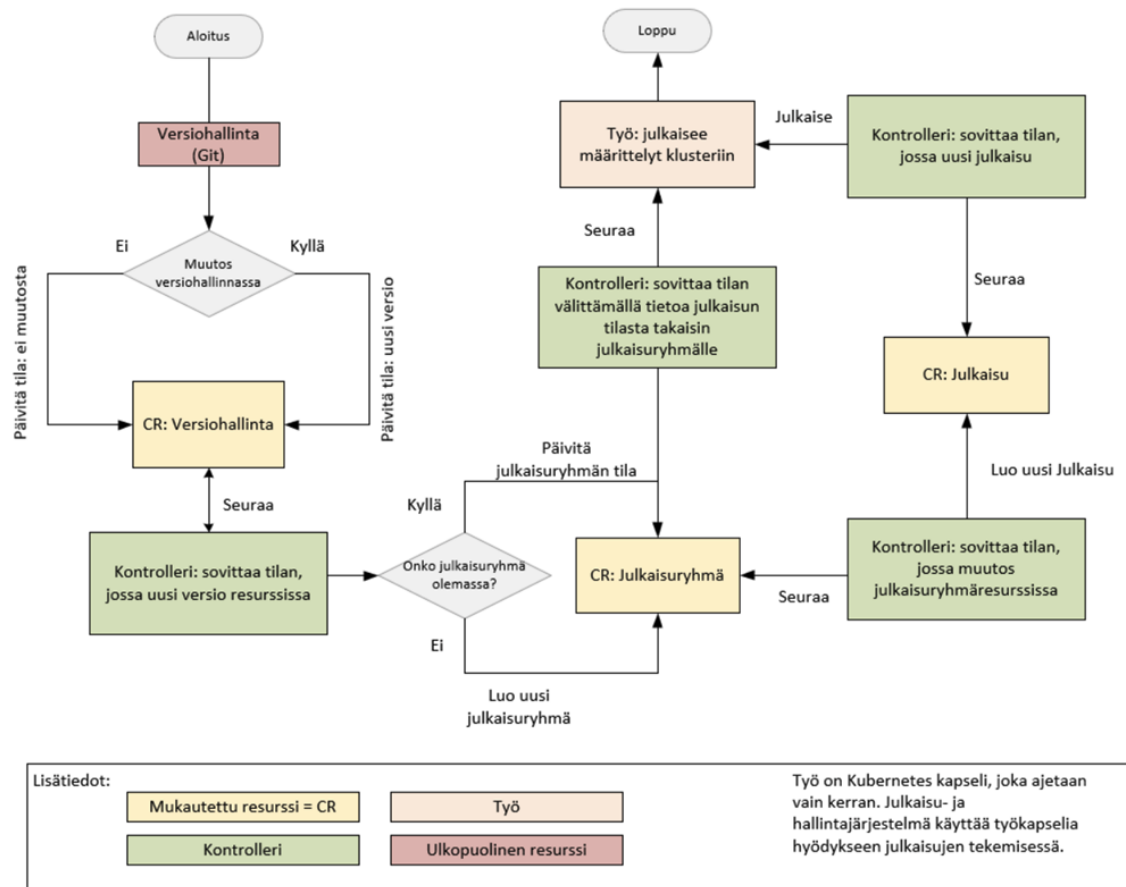 Aloitus
Versiohallinta
(Git)
Ei
Kyllä
Muutos
versiohallinnassa
Päivitä tila: ei muutosta
Päivitä tila: uusi versio
CR: Versiohallinta
Seuraa
Kontrolleri: sovittaa tilan,
jossa uusi versio resurssissa
Onko julkaisuryhmä
olemassa?
Kyllä
Päivitä
julkaisuryhmän tila
Ei
Luo uusi
julkaisuryhmä
Loppu
Työ: julkaisee
määrittelyt klusteriin
Julkaise
Kontrolleri: sovittaa tilan,
jossa uusi julkaisu
Seuraa
Kontrolleri: sovittaa tilan
välittämällä tietoa julkaisun
tilasta takaisin
julkaisuryhmälle
Seuraa
CR: Julkaisu
Luo uusi Julkaisu
CR: Julkaisuryhmä
Seuraa
Kontrolleri: sovittaa tilan,
jossa muutos
julkaisuryhmäresurssissa
Lisätiedot:
Mukautettu resurssi = CR
Työ
Kontrolleri
Ulkopuolinen resurssi
Työ on Kubernetes kapseli, joka ajetaan
vain kerran. Julkaisu- ja
hallintajärjestelmä käyttää työkapselia
hyödykseen julkaisujen tekemisessä.